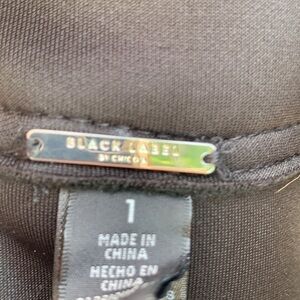 BLACK LABEL
BY CHICO'S
1
MADE IN
CHINA
HECHO EN
CHINA